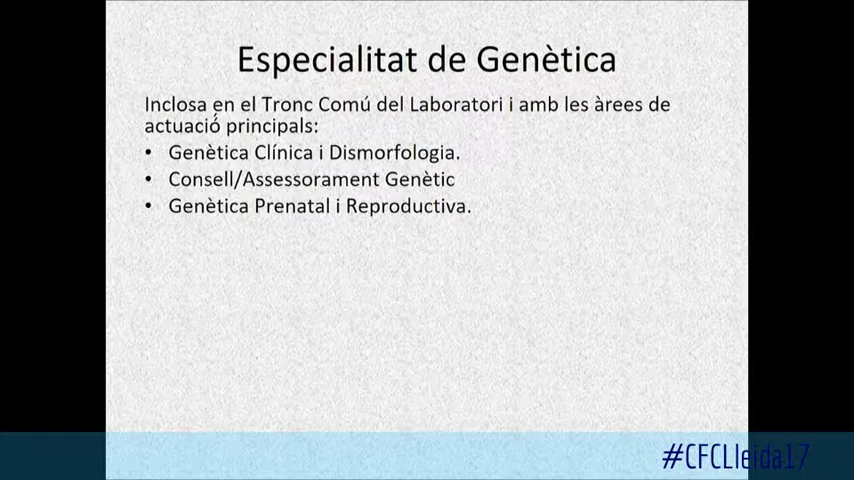 Especialitat de Genètica
Inclosa en el Tronc Comú del Laboratori i amb les àrees de
actuació principals:
• Genètica Clínica i Dismorfologia.
• Consell/Assessorament Genètic
• Genètica Prenatal i Reproductiva.
#CFCLleida17